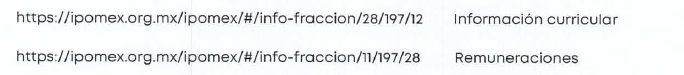 https://ipomex.org.mx/ipomex/#/info-fraccion/28/197/12 Información curricular
https://ipomex.org.mx/ipomex/#/info-fraccion/11/197/28 Remuneraciones